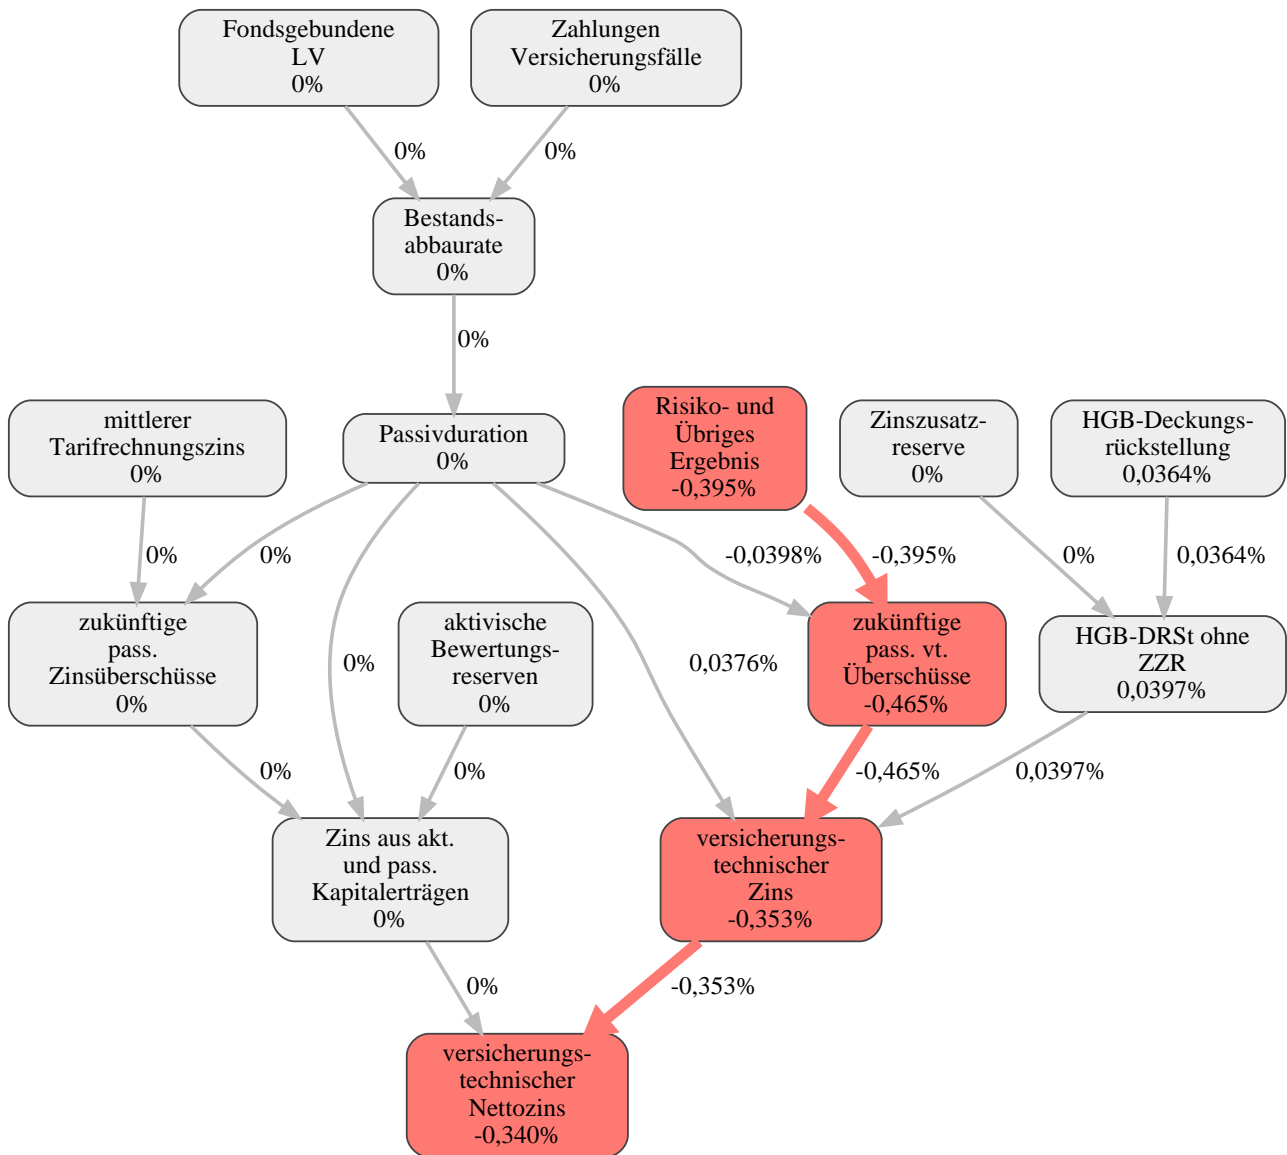 Fondsgebundene
LV
0%
Zahlungen
Versicherungsfälle
0%
0%
0%
Bestands-
abbaurate
0%
0%
mittlerer
Tarifrechnungszins
0%
Passivduration
0%
Risiko- und
Übriges
Ergebnis
-0,395%
Zinszusatz-
reserve
0%
HGB-Deckungs-
rückstellung
0,0364%
0%
0%
-0,0398%
-0,395%
0%
0,0364%
zukünftige
pass.
Zinsüberschüsse
0%
0%
aktivische
Bewertungs-
reserven
0%
0,0376%
zukünftige
pass. vt.
Überschüsse
-0,465%
HGB-DRSt ohne
ZZR
0,0397%
0%
0%
-0,465%
0,0397%
Zins aus akt.
und pass.
Kapitalerträgen
0%
versicherungs-
technischer
Zins
-0,353%
0%
-0,353%
versicherungs-
technischer
Nettozins
-0,340%